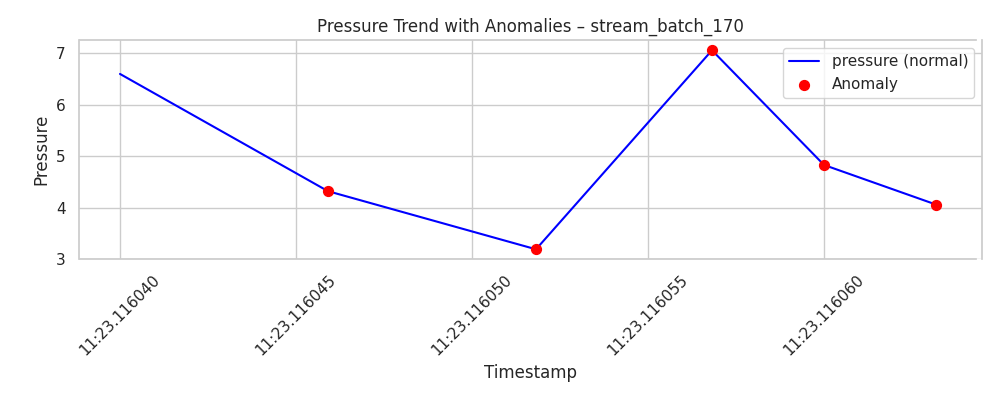 Pressure Trend with Anomalies – stream_batch_170
pressure (normal)
Anomaly
Pressure
7
6
5
4
3
11:23.116040
11:23.116045
11:23.116050
11:23.116055
11:23.116060
Timestamp